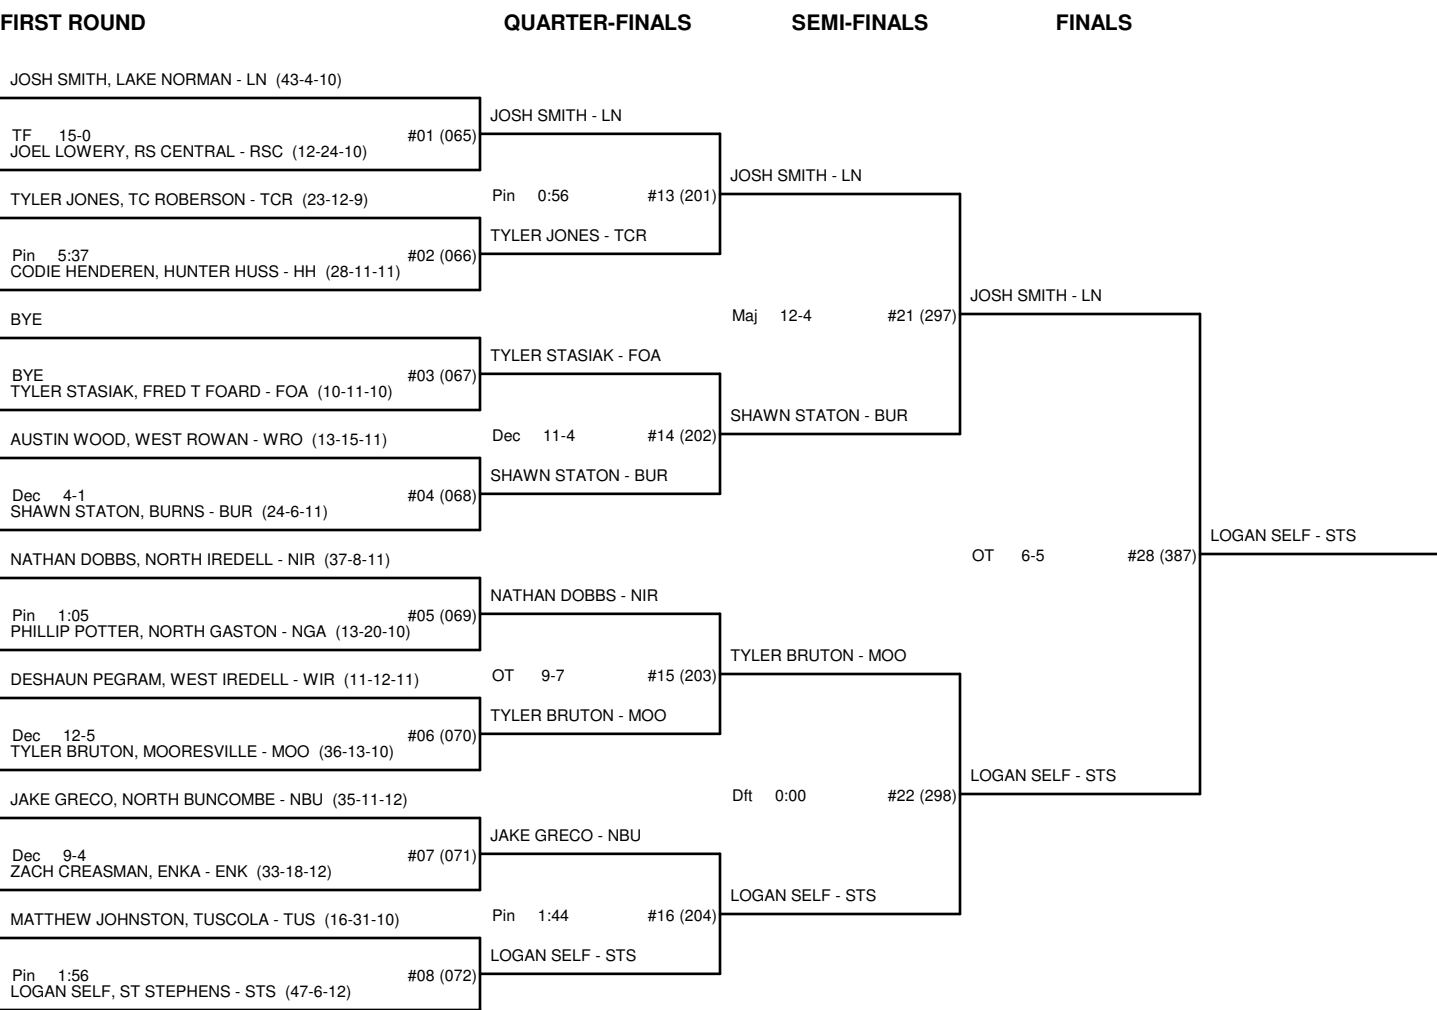 FIRST ROUND
QUARTER-FINALS
SEMI-FINALS
FINALS
JOSH SMITH, LAKE NORMAN - LN (43-4-10)
TF 15-0 #01 (065)
JOEL LOWERY, RS CENTRAL - RSC (12-24-10)
TYLER JONES, TC ROBERSON - TCR (23-12-9)
Pin 5:37 #02 (066)
CODIE HENDEREN, HUNTER HUSS - HH (28-11-11)
BYE
BYE #03 (067)
TYLER STASIAK, FRED T FOARD - FOA (10-11-10)
AUSTIN WOOD, WEST ROWAN - WRO (13-15-11)
Dec 4-1 #04 (068)
SHAWN STATON, BURNS - BUR (24-6-11)
NATHAN DOBBS, NORTH IREDELL - NIR (37-8-11)
Pin 1:05 #05 (069)
PHILLIP POTTER, NORTH GASTON - NGA (13-20-10)
DESHAUN PEGRAM, WEST IREDELL - WIR (11-12-11)
Dec 12-5 #06 (070)
TYLER BRUTON, MOORESVILLE - MOO (36-13-10)
JAKE GRECO, NORTH BUNCOMBE - NBU (35-11-12)
Dec 9-4 #07 (071)
ZACH CREASMAN, ENKA - ENK (33-18-12)
MATTHEW JOHNSTON, TUSCOLA - TUS (16-31-10)
Pin 1:56 #08 (072)
LOGAN SELF, ST STEPHENS - STS (47-6-12)
JOSH SMITH - LN
Pin 0:56 #13 (201)
TYLER JONES - TCR
TYLER STASIAK - FOA
Dec 11-4 #14 (202)
SHAWN STATON - BUR
NATHAN DOBBS - NIR
OT 9-7 #15 (203)
TYLER BRUTON - MOO
JAKE GRECO - NBU
Pin 1:44 #16 (204)
LOGAN SELF - STS
JOSH SMITH - LN
Maj 12-4 #21 (297)
SHAWN STATON - BUR
TYLER BRUTON - MOO
Dft 0:00 #22 (298)
LOGAN SELF - STS
JOSH SMITH - LN
OT 6-5 #28 (387)
LOGAN SELF - STS
LOGAN SELF - STS